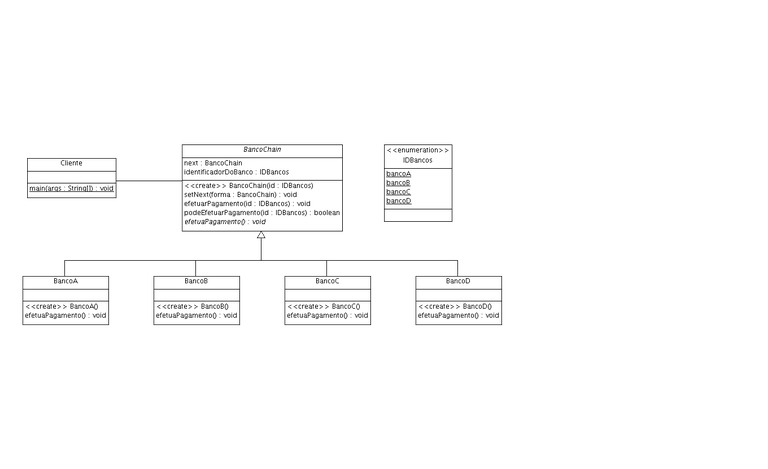 Cliente
main(args : String[]) : void
BancoChain
next : BancoChain
identificadorDoBanco : IDBancos
<<create>> BancoChain(id : IDBancos)
setNext(forma : BancoChain) : void
efetuarPagamento(id : IDBancos) : void
podeEfetuarPagamento(id : IDBancos) : boolean
efetuaPagamento() : void
<<enumeration>>
IDBancos
bancoA
bancoB
bancoC
bancoD
BancoA
<<create>> BancoA()
efetuaPagamento() : void
BancoB
<<create>> BancoB()
efetuaPagamento() : void
BancoC
<<create>> BancoC()
efetuaPagamento() : void
BancoD
<<create>> BancoD()
efetuaPagamento() : void